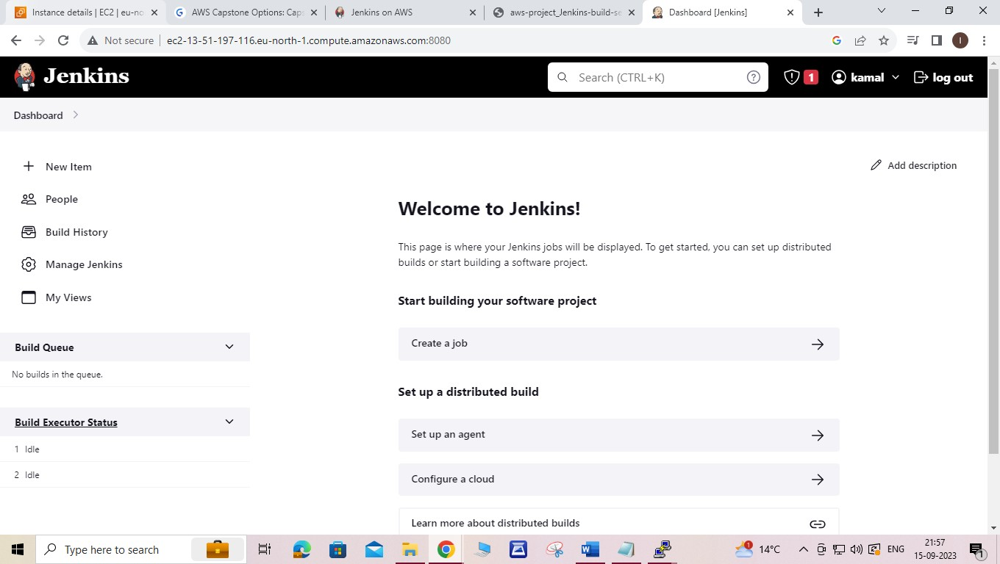 Instance details | EC2 | eu-no
AWS Capstone Options: Caps
Jenkins on AWS
aws-project_Jenkins-build-se
Dashboard [Jenkins]
Not secure
ec2-13-51-197-116.eu-north-1.compute.amazonaws.com:8080
I
Jenkins
Search (CTRL+K)
1
kamal
log out
Dashboard
New Item
Add description
People
Build History
Manage Jenkins
My Views
Build Queue
No builds in the queue.
Build Executor Status
1 Idle
2 Idle
Welcome to Jenkins!
This page is where your Jenkins jobs will be displayed. To get started, you can set up distributed
builds or start building a software project.
Start building your software project
Create a job
Set up a distributed build
Set up an agent
Configure a cloud
Learn more about distributed builds
Type here to search
1
14°C
ENG
21:57
15-09-2023
1